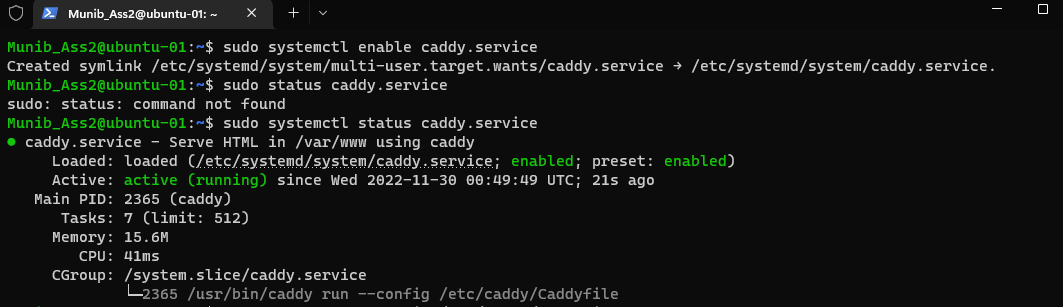 Munib_Ass2@ubuntu-01: ~
Munib_Ass2@ubuntu-01:~$ sudo systemctl enable caddy.service
Created symlink /etc/systemd/system/multi-user.target.wants/caddy.service → /etc/systemd/system/caddy.service.
Munib_Ass2@ubuntu-01:~$ sudo status caddy.service
sudo: status: command not found
Munib_Ass2@ubuntu-01:~$ sudo systemctl status caddy.service
● caddy.service - Serve HTML in /var/www using caddy
     Loaded: loaded (/etc/systemd/system/caddy.service; enabled; preset: enabled)
     Active: active (running) since Wed 2022-11-30 00:49:49 UTC; 21s ago
   Main PID: 2365 (caddy)
      Tasks: 7 (limit: 512)
     Memory: 15.6M
        CPU: 41ms
     CGroup: /system.slice/caddy.service
             └─2365 /usr/bin/caddy run --config /etc/caddy/Caddyfile